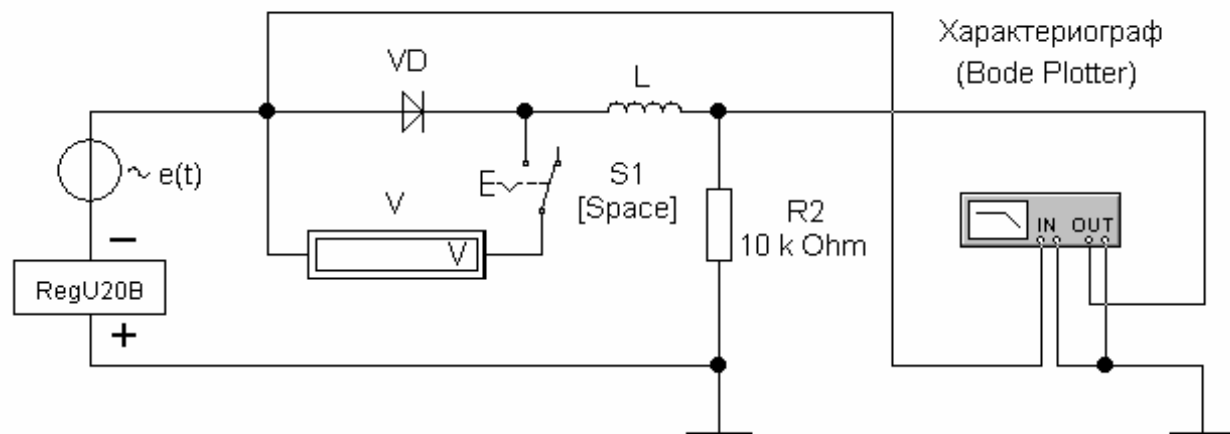 Характериограф
(Bode Plotter)
VD
L
~ e(t)
E
S1
[Space]
V
V
R2
10 k Ohm
IN
OUT
−
RegU20B
+